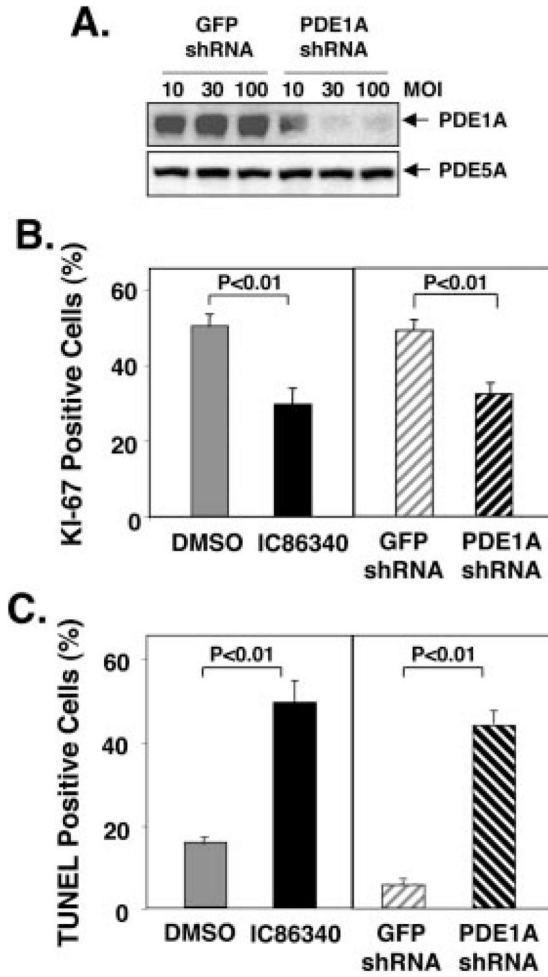 A.
GFP shRNA
PDE1A shRNA
10 30 100 10 30 100 MOI
PDE1A
PDE5A
B.
KI-67 Positive Cells (%)
60
40
20
0
P<0.01
P<0.01
DMSO IC86340
GFP shRNA
PDE1A shRNA
C.
TUNEL Positive Cells (%)
60
40
20
0
P<0.01
P<0.01
DMSO IC86340
GFP shRNA
PDE1A shRNA